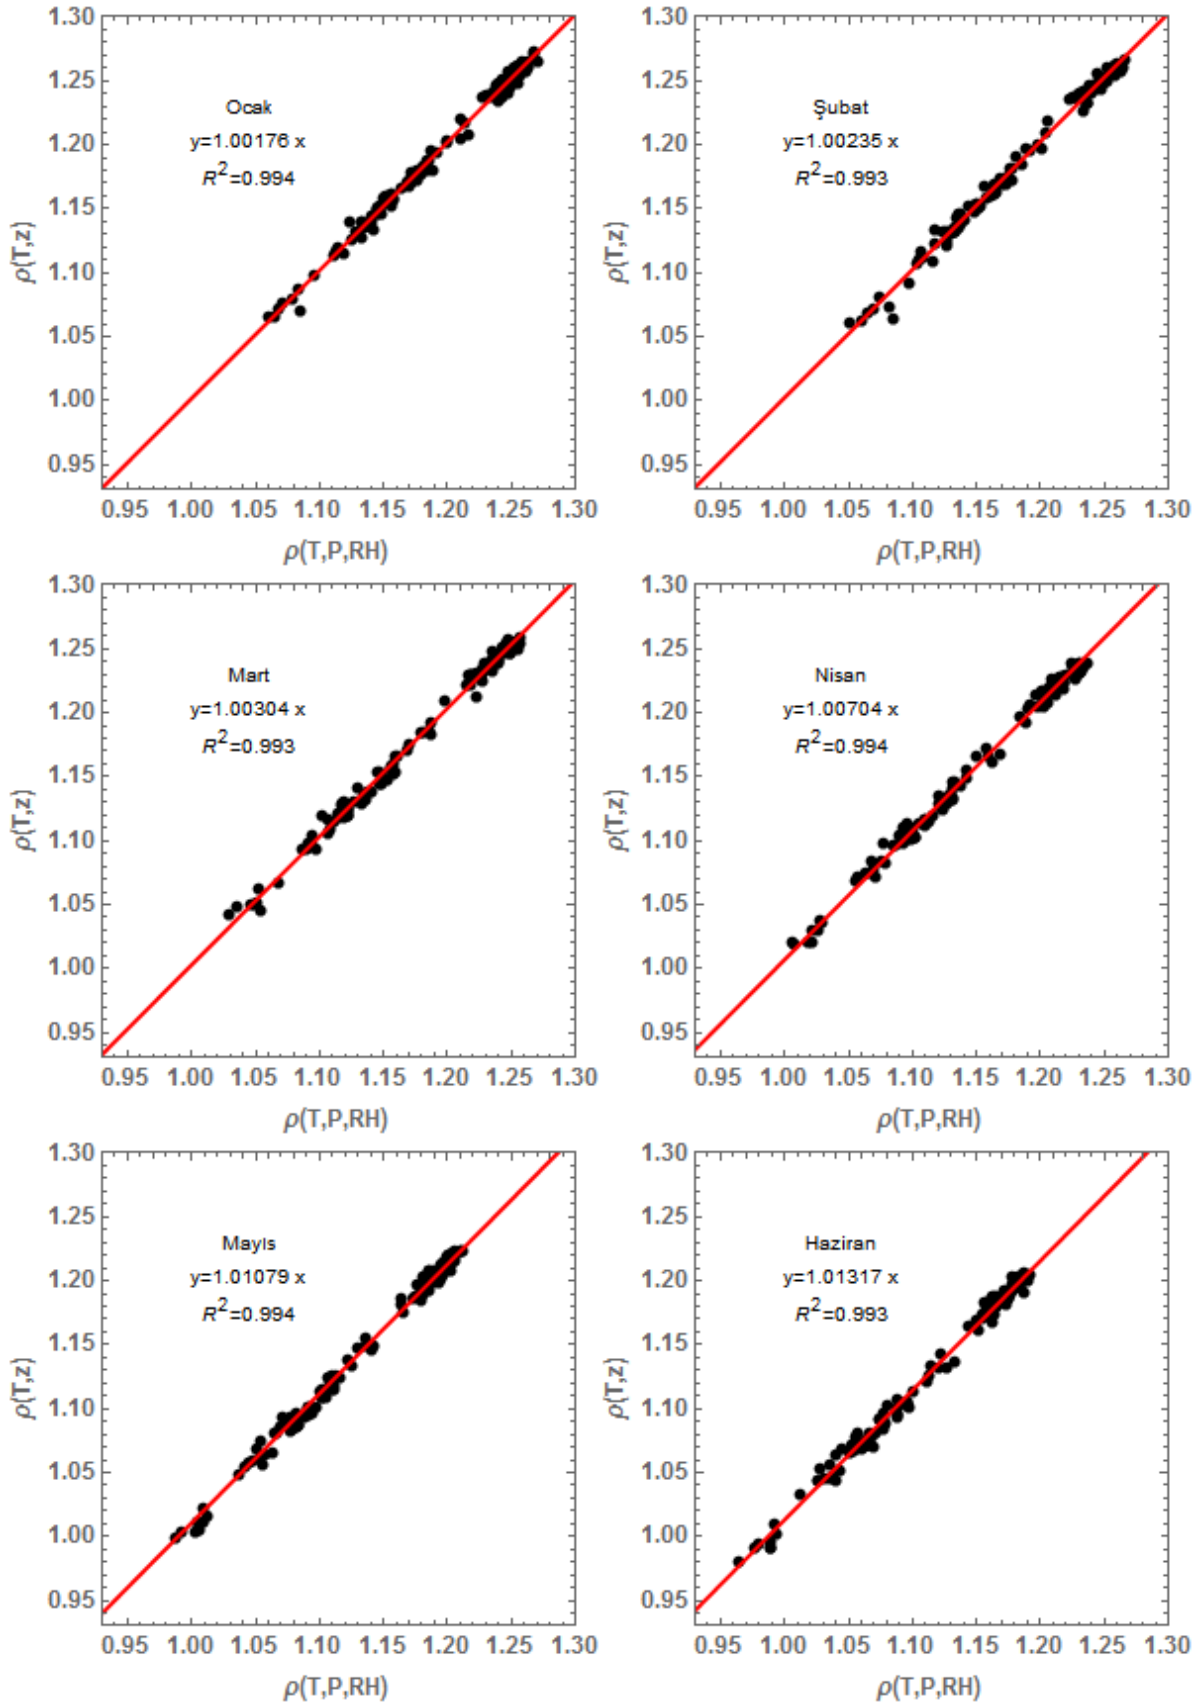 1.30
1.25
1.20
1.15
1.10
1.05
1.00
0.95
ρ(T,z)
Ocak
y=1.00176 x
R²=0.994
0.95 1.00 1.05 1.10 1.15 1.20 1.25 1.30
ρ(T,P,RH)
1.30
1.25
1.20
1.15
1.10
1.05
1.00
0.95
ρ(T,z)
Şubat
y=1.00235 x
R²=0.993
0.95 1.00 1.05 1.10 1.15 1.20 1.25 1.30
ρ(T,P,RH)
1.30
1.25
1.20
1.15
1.10
1.05
1.00
0.95
ρ(T,z)
Mart
y=1.00304 x
R²=0.993
0.95 1.00 1.05 1.10 1.15 1.20 1.25 1.30
ρ(T,P,RH)
1.30
1.25
1.20
1.15
1.10
1.05
1.00
0.95
ρ(T,z)
Nisan
y=1.00704 x
R²=0.994
0.95 1.00 1.05 1.10 1.15 1.20 1.25 1.30
ρ(T,P,RH)
1.30
1.25
1.20
1.15
1.10
1.05
1.00
0.95
ρ(T,z)
Mayıs
y=1.01079 x
R²=0.994
0.95 1.00 1.05 1.10 1.15 1.20 1.25 1.30
ρ(T,P,RH)
1.30
1.25
1.20
1.15
1.10
1.05
1.00
0.95
ρ(T,z)
Haziran
y=1.01317 x
R²=0.993
0.95 1.00 1.05 1.10 1.15 1.20 1.25 1.30
ρ(T,P,RH)